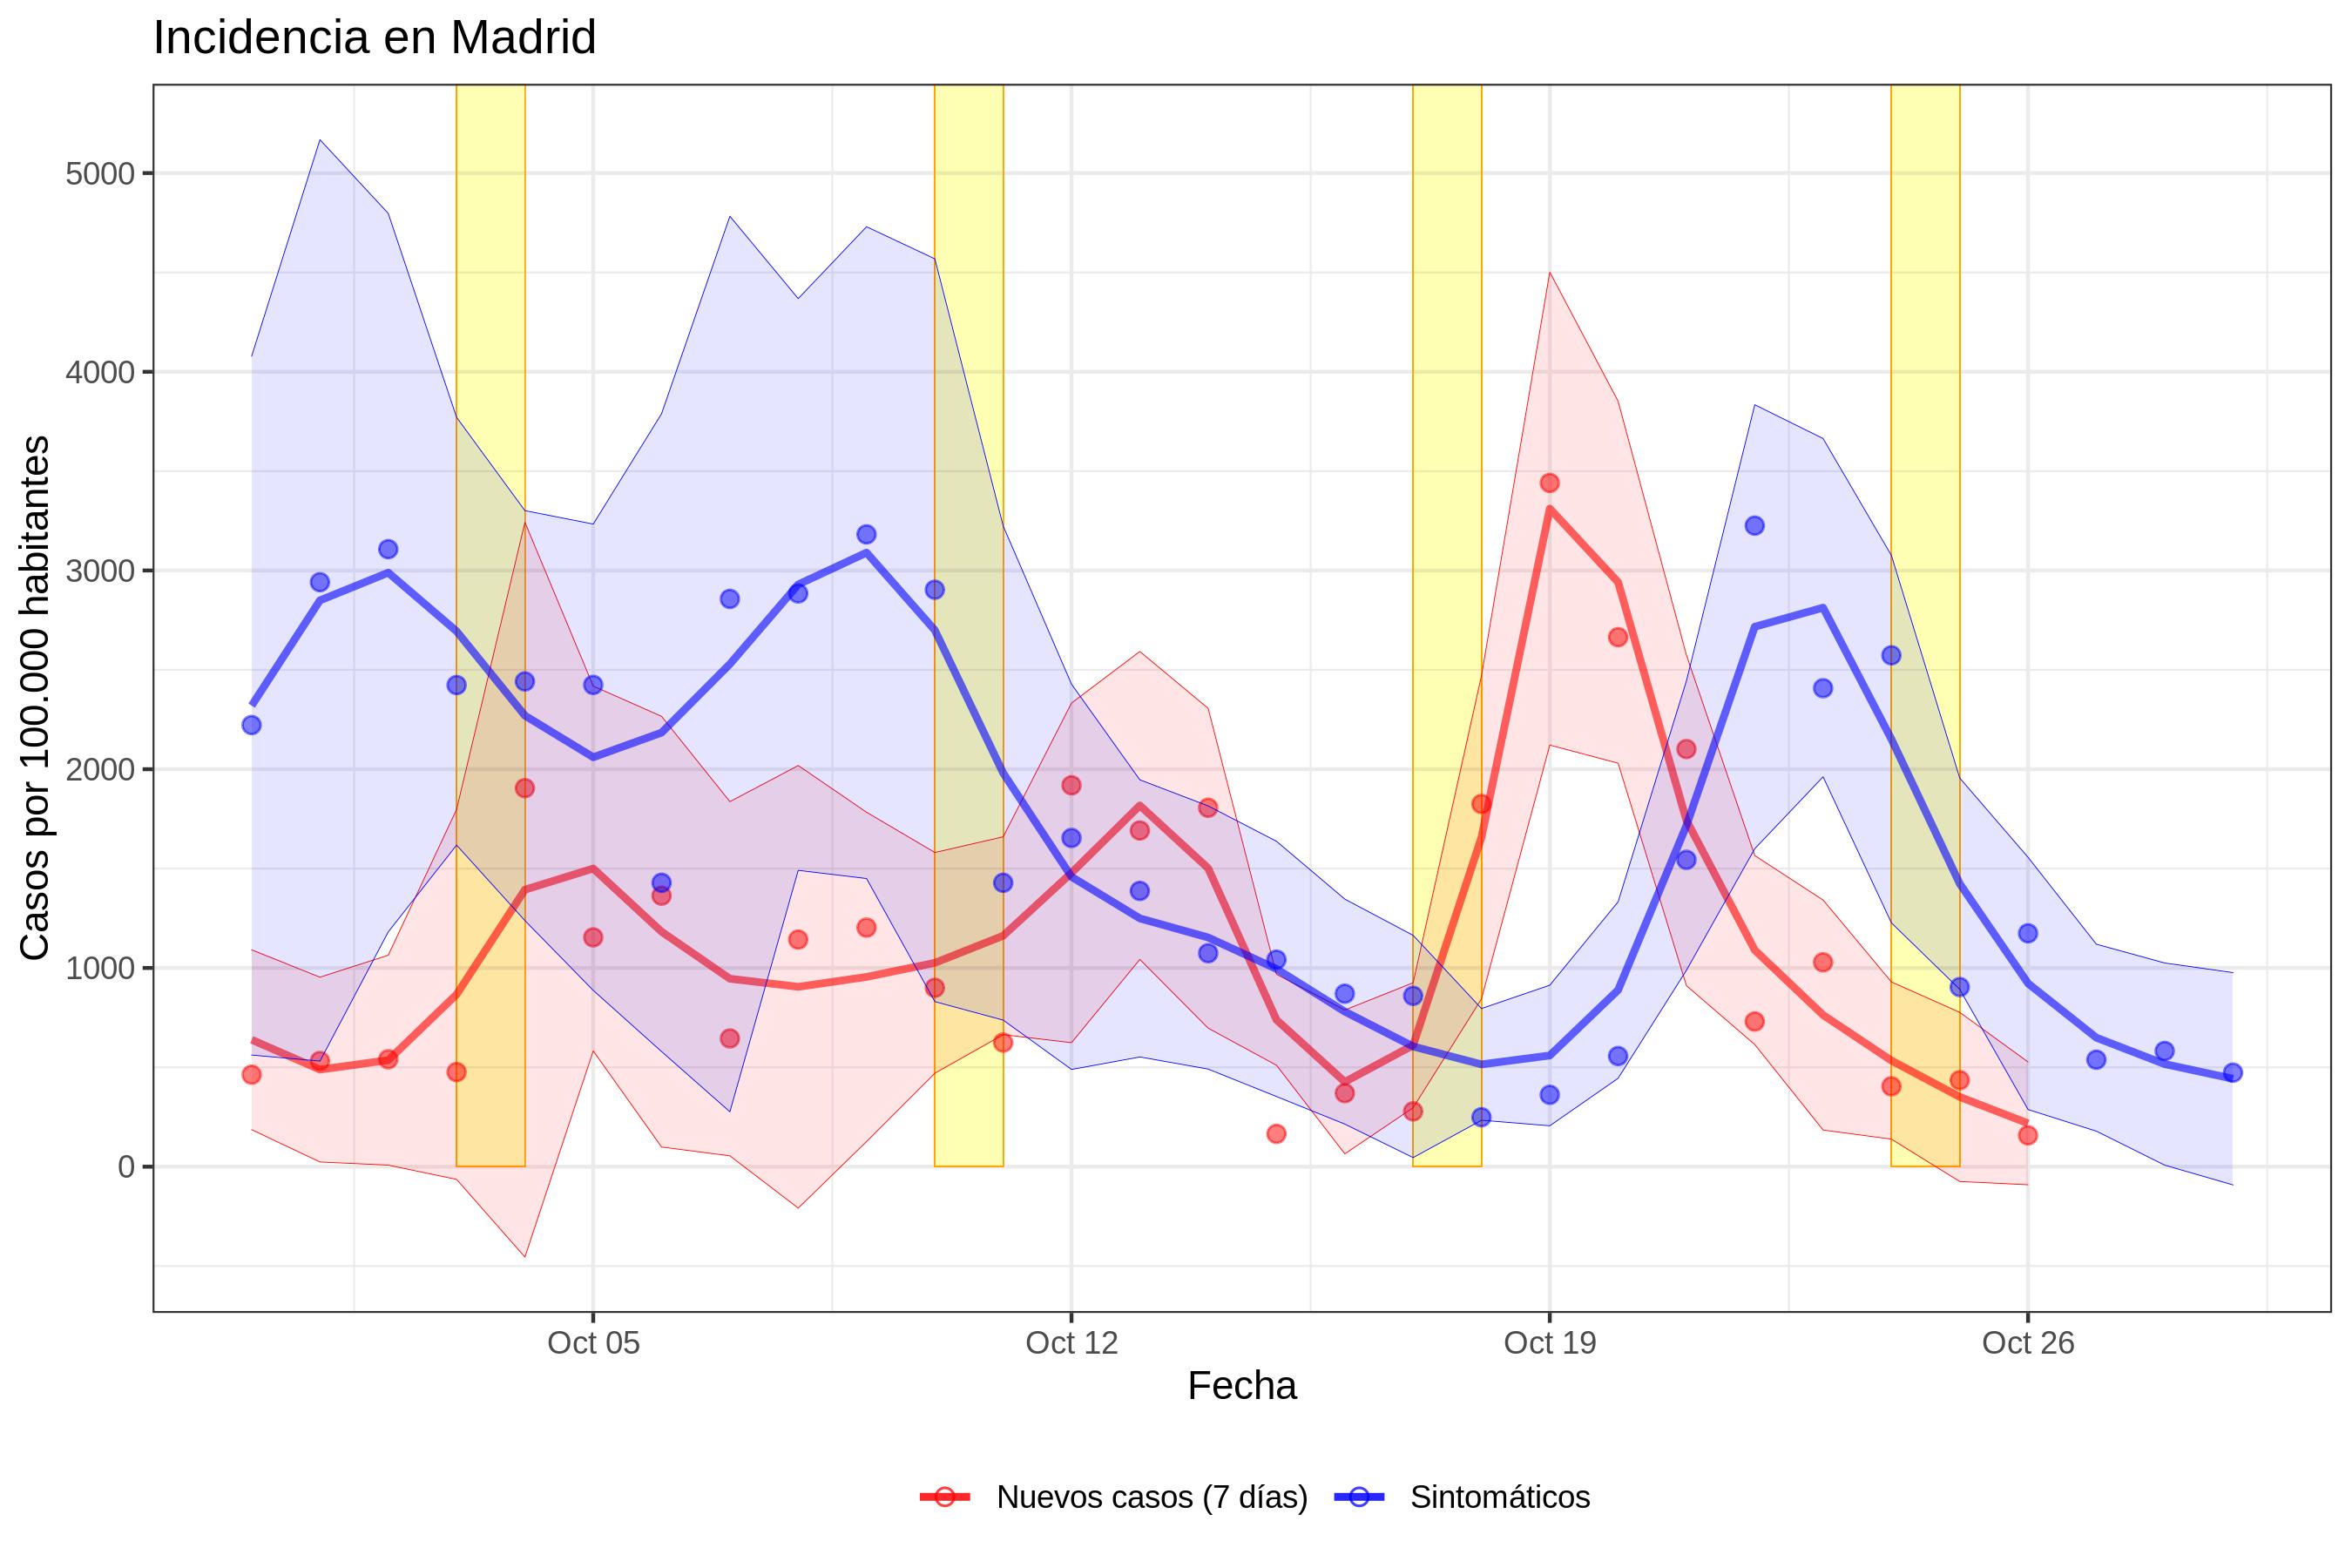 Incidencia en Madrid
Casos por 100.000 habitantes
5000
4000
3000
2000
1000
0
Oct 05
Oct 12
Oct 19
Oct 26
Fecha
Nuevos casos (7 días)
Sintomáticos